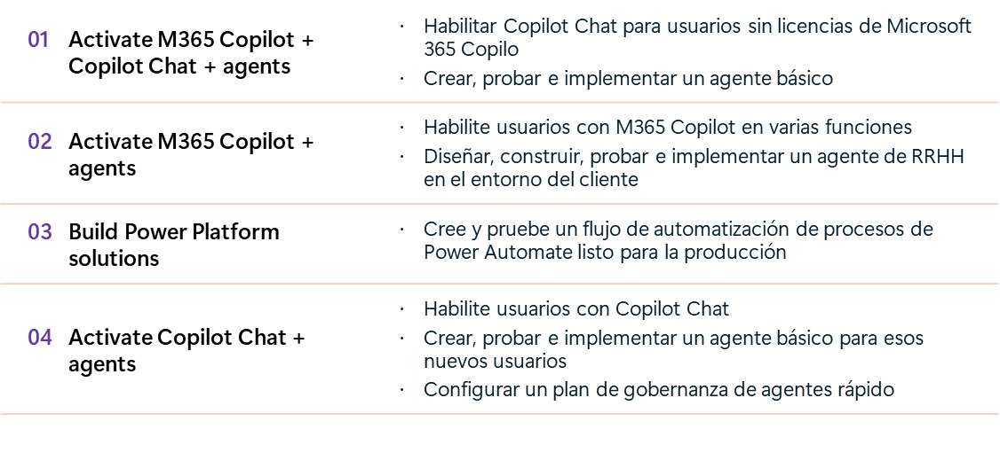 01 Activate M365 Copilot +
Copilot Chat + agents
· Habilitar Copilot Chat para usuarios sin licencias de Microsoft
365 Copilo
· Crear, probar e implementar un agente básico
02 Activate M365 Copilot +
agents
· Habilite usuarios con M365 Copilot en varias funciones
· Diseñar, construir, probar e implementar un agente de RRHH
en el entorno del cliente
03 Build Power Platform
solutions
· Cree y pruebe un flujo de automatización de procesos de
Power Automate listo para la producción
04 Activate Copilot Chat +
agents
· Habilite usuarios con Copilot Chat
· Crear, probar e implementar un agente básico para esos
nuevos usuarios
· Configurar un plan de gobernanza de agentes rápido